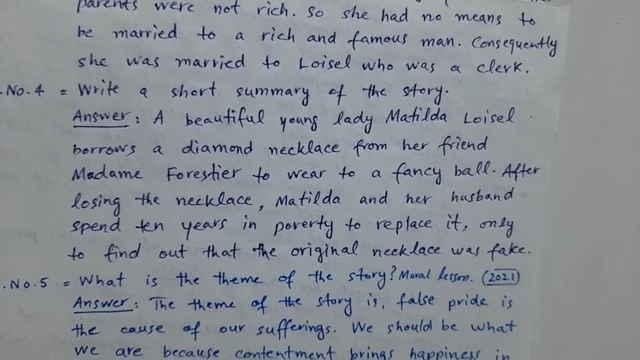 parents were not rich. So she had no means to
be married to a rich and famous man. Consequently
she was married to Loisel who was a clerk.
.No.4 = Write a short summary of the story.
Answer: A beautiful young lady Matilda Loisel
borrows a diamond necklace from her friend
Madame Forestier to wear to a fancy ball. After
losing the necklace, Matilda and her husband
spend ten years in poverty to replace it, only
to find out that the original necklace was fake.
.No.5 = What is the theme of the story? Moral lesson. (2021)
Answer: The theme of the story is, false pride is
the cause of our sufferings. We should be what
we are because contentment brings happiness in